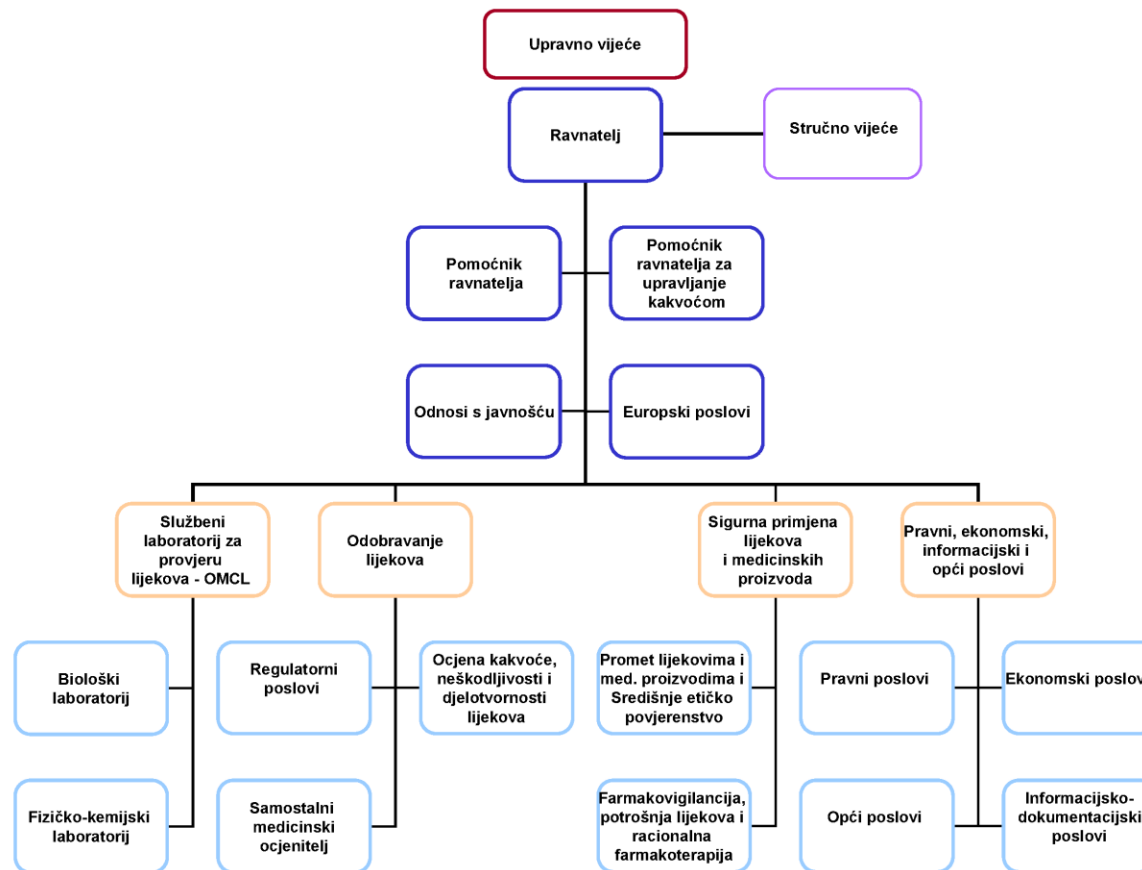 Upravno vijeće
Ravnatelj
Stručno vijeće
Pomoćnik
ravnatelja
Pomoćnik
ravnatelja za
upravljanje
kakvoćom
Odnosi s javnošću
Europski poslovi
Službeni
laboratorij za
provjeru
lijekova - OMCL
Odobravanje
lijekova
Sigurna primjena
lijekova
i medicinskih
proizvoda
Pravni, ekonomski,
informacijski i
opći poslovi
Biološki
laboratorij
Regulatorni
poslovi
Ocjena kakvoće,
neškodljivosti i
djelotvornosti
lijekova
Promet lijekovima i
med. proizvodima i
Središnje etičko
povjerenstvo
Pravni poslovi
Ekonomski poslovi
Fizičko-kemijski
laboratorij
Samostalni
medicinski
ocjenitelj
Farmakovigilancija,
potrošnja lijekova i
racionalna
farmakoterapija
Opći poslovi
Informacijsko-
dokumentacijski
poslovi